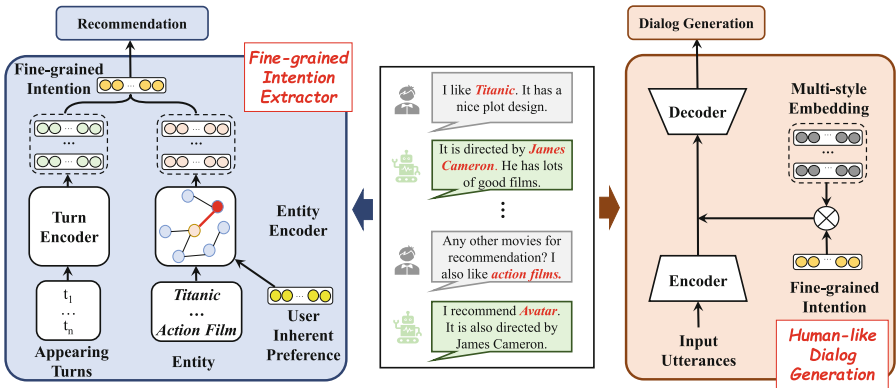 Recommendation
Fine-grained
Intention
Fine-grained
Intention
Extractor
...
...
...
...
...
...
Turn
Encoder
Entity
Encoder
t1
...
tn
Titanic
...
Action Film
...
User
Inherent
Preference
Appearing
Turns
Entity
I like Titanic. It has a
nice plot design.
It is directed by James
Cameron. He has lots
of good films.
Any other movies for
recommendation? I
also like action films.
I recommend Avatar.
It is also directed by
James Cameron.
Dialog Generation
Decoder
Multi-style
Embedding
...
...
...
Encoder
...
Fine-grained
Intention
Input
Utterances
Human-like
Dialog
Generation